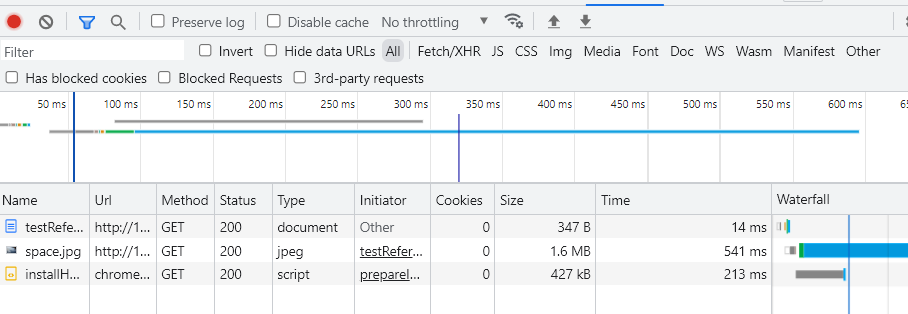 Preserve log Disable cache No throttling
Filter Invert Hide data URLs All Fetch/XHR JS CSS Img Media Font Doc WS Wasm Manifest Other
Has blocked cookies Blocked Requests 3rd-party requests
50 ms 100 ms 150 ms 200 ms 250 ms 300 ms 350 ms 400 ms 450 ms 500 ms 550 ms 600 ms 65
Name Url Method Status Type Initiator Cookies Size Time Waterfall
testRefe... http://1... GET 200 document Other 0 347 B 14 ms
space.jpg http://1... GET 200 jpeg testRefer... 0 1.6 MB 541 ms
installH... chrome... GET 200 script preparel... 0 427 kB 213 ms